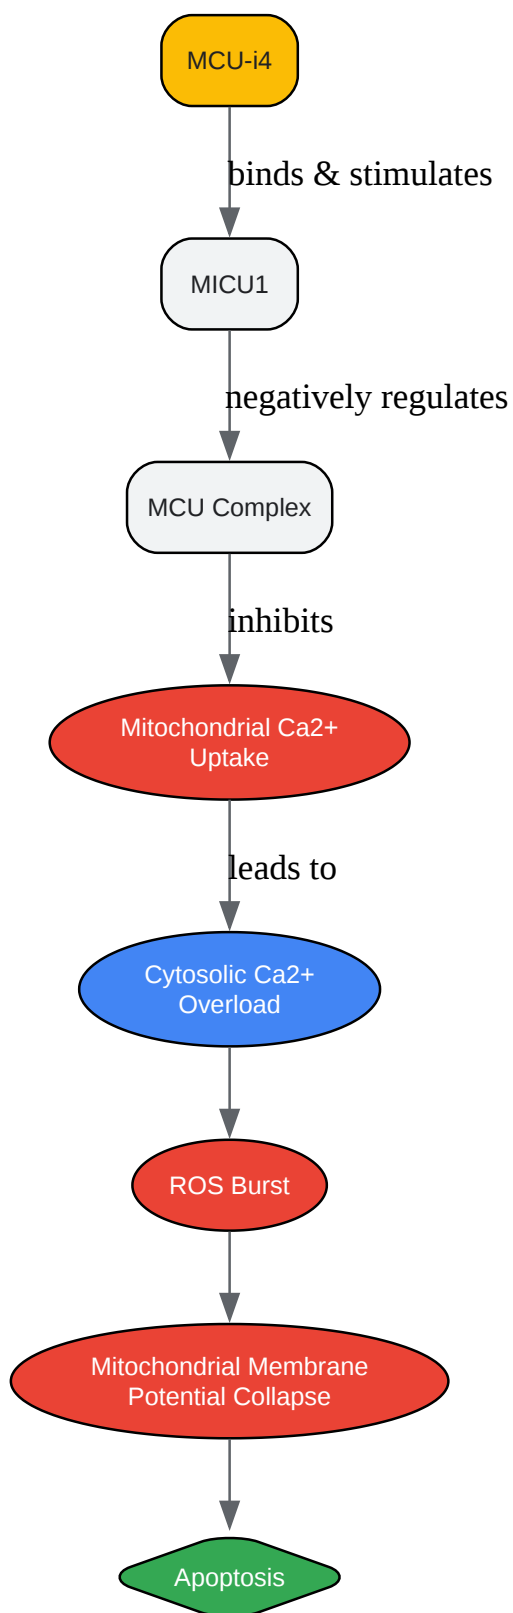 MCU-i4
binds & stimulates
MICU1
negatively regulates
MCU Complex
inhibits
Mitochondrial Ca2+
Uptake
leads to
Cytosolic Ca2+
Overload
ROS Burst
Mitochondrial Membrane
Potential Collapse
Apoptosis